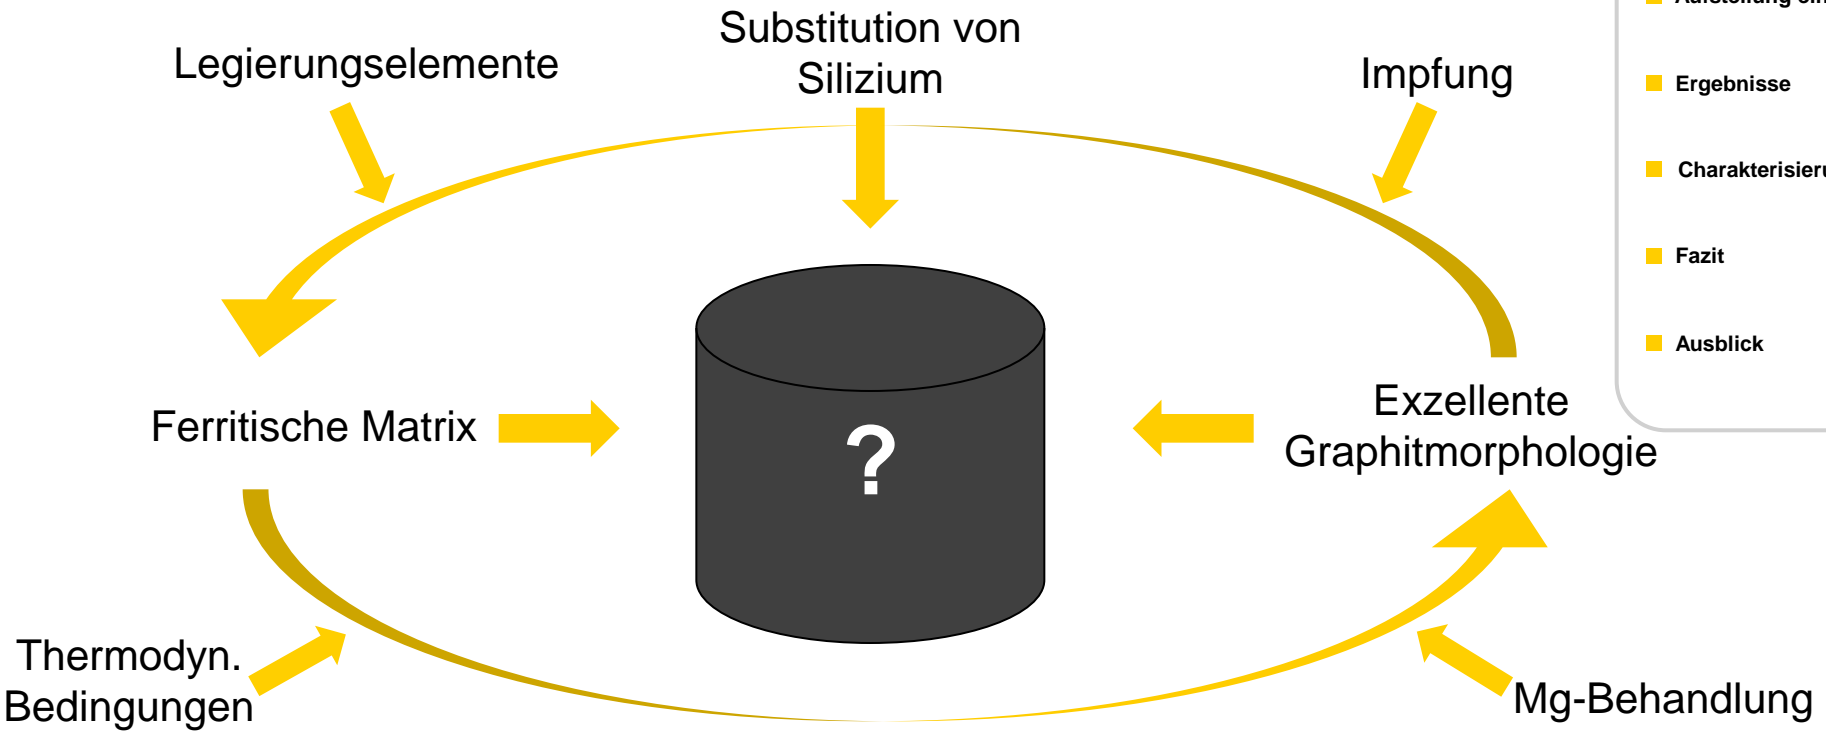 Substitution von
Silizium
Legierungselemente
Impfung
Ferritische Matrix
?
Exzellente
Graphitmorphologie
Thermodyn.
Bedingungen
Mg-Behandlung
Ergebnisse
Fazit
Ausblick